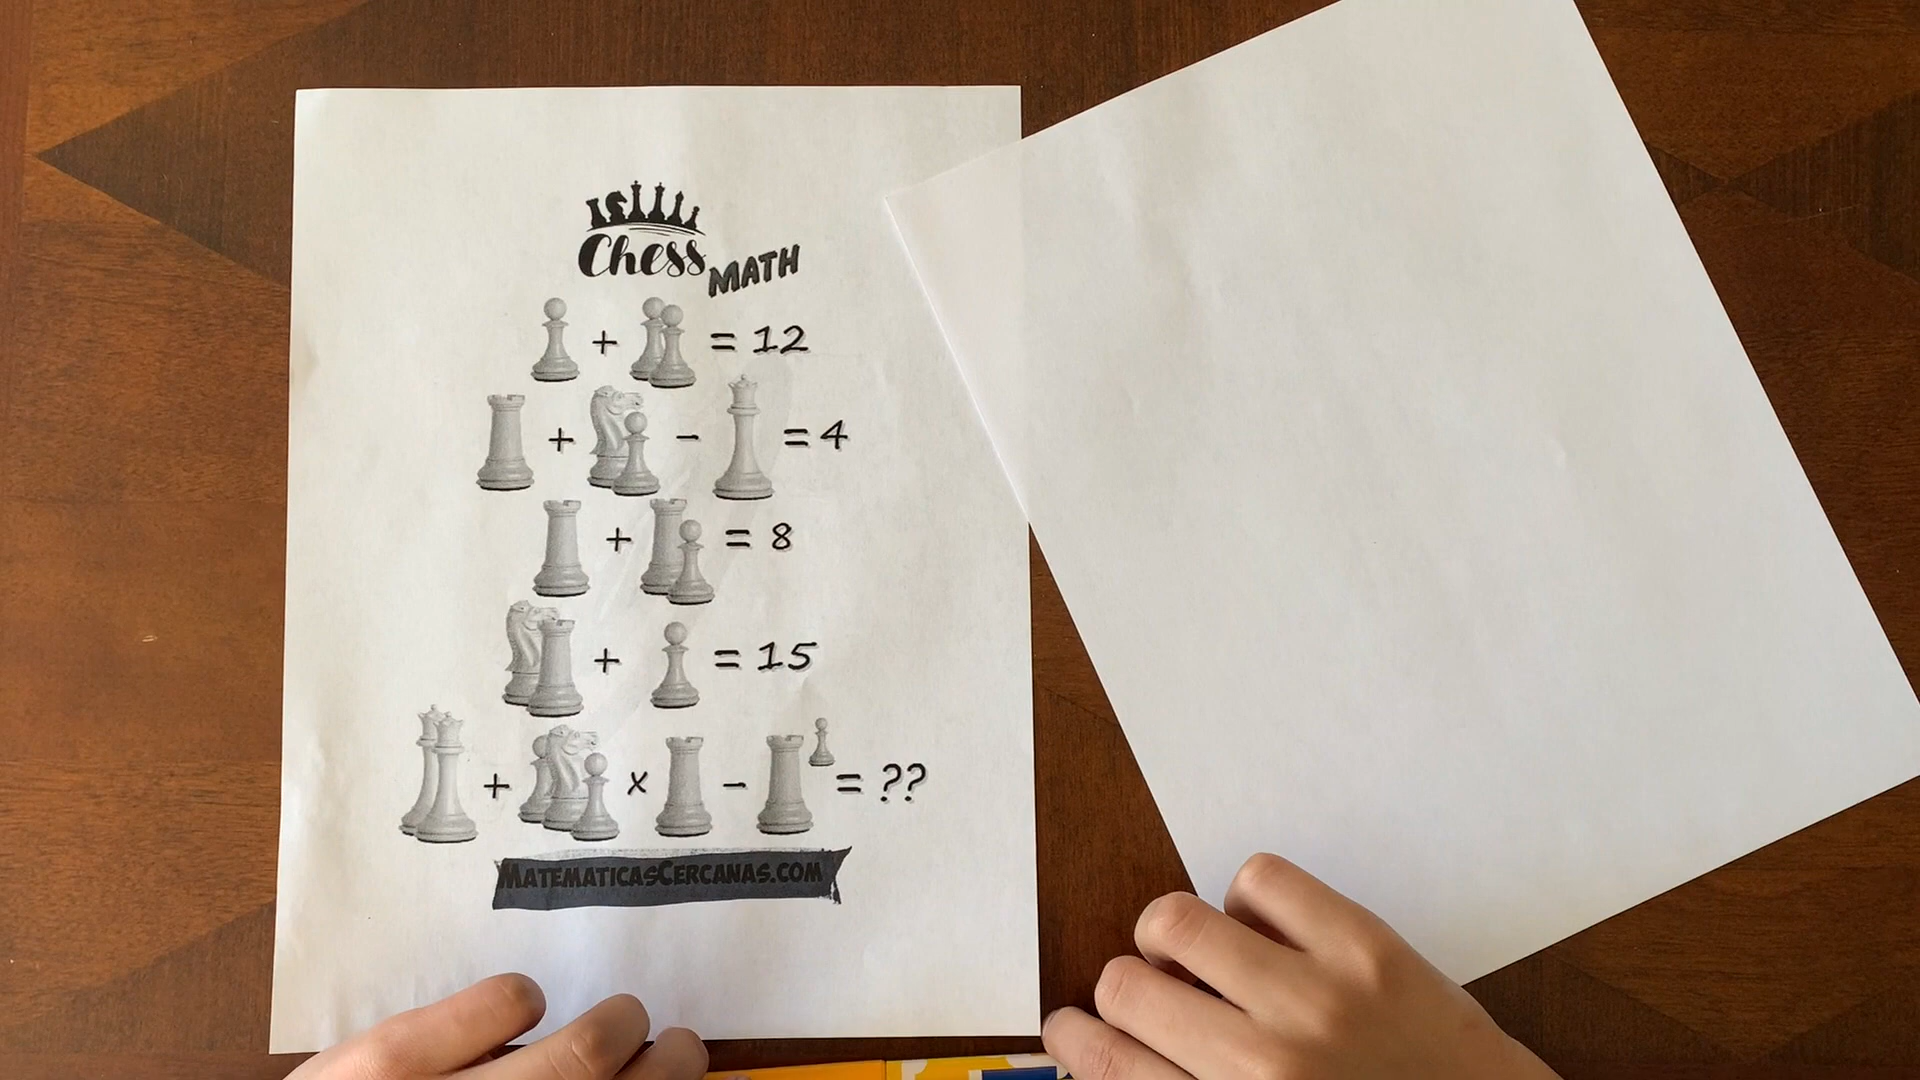 Chess MATH
+ = 12
+ - = 4
+ = 8
+ = 15
+ x - = ??
MATEMATICASCERCANAS.COM